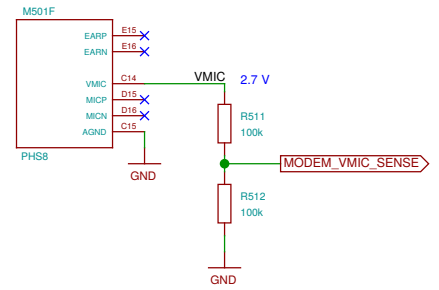 M501F
EARP E15
EARN E16
VMIC C14 VMIC 2.7 V
MICP D15
MICN D16
AGND C15
PHS8
GND
R511
100k
MODEM_VMIC_SENSE
R512
100k
GND